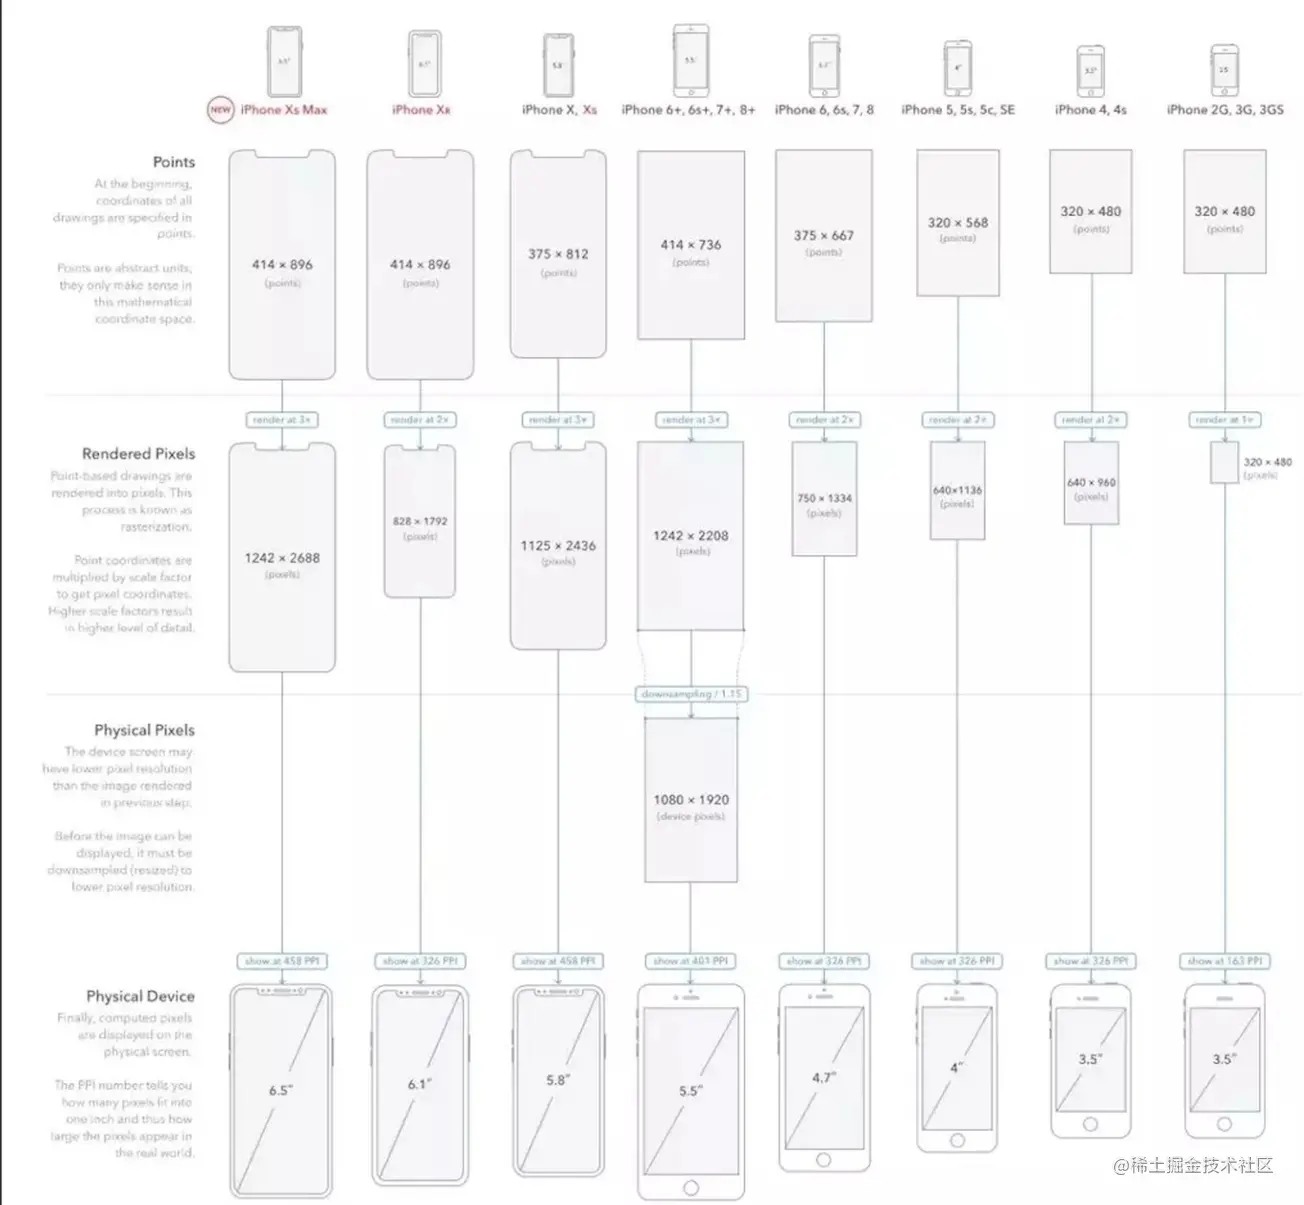 6.5"
6.1"
5.8"
5.5"
4.7"
4"
3.5"
3.5"
NEW iPhone Xs Max
iPhone XR
iPhone X, Xs
iPhone 6+, 6s+, 7+, 8+
iPhone 6, 6s, 7, 8
iPhone 5, 5s, 5c, SE
iPhone 4, 4s
iPhone 2G, 3G, 3GS
Points
At the beginning,
coordinates of all
drawings are specified in
points.
Points are abstract units,
they only make sense in
this mathematical
coordinate space.
414 × 896
(points)
414 × 896
(points)
375 × 812
(points)
414 × 736
(points)
375 × 667
(points)
320 × 568
(points)
320 × 480
(points)
320 × 480
(points)
render at 3×
render at 2×
render at 3×
render at 3×
render at 2×
render at 2×
render at 2×
render at 1×
Rendered Pixels
Point-based drawings are
rendered into pixels. This
process is known as
rasterization.
Point coordinates are
multiplied by scale factor
to get pixel coordinates.
Higher scale factors result
in higher level of detail.
1242 × 2688
(pixels)
828 × 1792
(pixels)
1125 × 2436
(pixels)
1242 × 2208
(pixels)
750 × 1334
(pixels)
640×1136
(pixels)
640 × 960
(pixels)
320 × 480
(pixels)
downsampling / 1.15
Physical Pixels
The device screen may
have lower pixel resolution
than the image rendered
in previous step.
Before the image can be
displayed, it must be
downsampled (resized) to
lower pixel resolution.
1080 × 1920
(device pixels)
show at 458 PPI
show at 326 PPI
show at 458 PPI
show at 401 PPI
show at 326 PPI
show at 326 PPI
show at 326 PPI
show at 163 PPI
Physical Device
Finally, computed pixels
are displayed on the
physical screen.
The PPI number tells you
how many pixels fit into
one inch and thus how
large the pixels appear in
the real world.
6.5"
6.1"
5.8"
5.5"
4.7"
4"
3.5"
3.5"
@稀土掘金技术社区